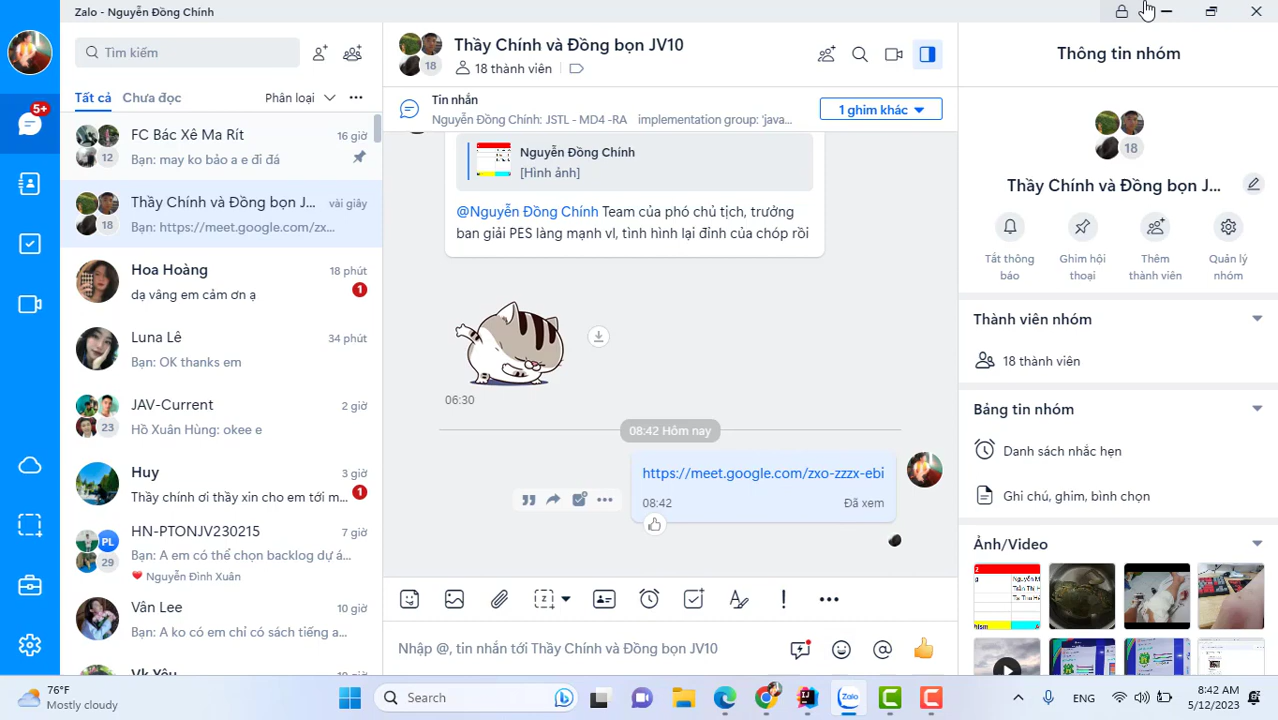 Zalo - Nguyễn Đồng Chính
Tìm kiếm
5+
Tất cả
Chưa đọc
Phân loại
FC Bác Xê Ma Rít
16 giờ
12
Bạn: may ko bảo a e đi đá
Thầy Chính và Đồng bọn J...
vài giây
18
Bạn: https://meet.google.com/zx...
Hoa Hoàng
18 phút
dạ vâng em cảm ơn ạ
1
Luna Lê
34 phút
Bạn: OK thanks em
JAV-Current
2 giờ
23
Hồ Xuân Hùng: okee e
Huy
3 giờ
Thầy chính ơi thầy xin cho em tới m...
1
HN-PTONJV230215
7 giờ
PL
29
Bạn: A em có thể chọn backlog dự á...
Nguyễn Đình Xuân
Vân Lee
10 giờ
Bạn: A ko có em chỉ có sách tiếng a...
Vk Yêu
Thầy Chính và Đồng bọn JV10
18
18 thành viên
Tin nhắn
Nguyễn Đồng Chính: JSTL - MD4 -RA implementation group: 'java...
1 ghim khác
Nguyễn Đồng Chính
[Hình ảnh]
@Nguyễn Đồng Chính Team của phó chủ tịch, trưởng
ban giải PES làng mạnh vl, tình hình lại đỉnh của chóp rồi
06:30
08:42 Hôm nay
https://meet.google.com/zxo-zzzx-ebi
08:42
Đã xem
Nhập @, tin nhắn tới Thầy Chính và Đồng bọn JV10
Thông tin nhóm
18
Thầy Chính và Đồng bọn J...
Tắt thông
báo
Ghim hội
thoại
Thêm
thành viên
Quản lý
nhóm
Thành viên nhóm
18 thành viên
Bảng tin nhóm
Danh sách nhắc hẹn
Ghi chú, ghim, bình chọn
Ảnh/Video
76°F
Mostly cloudy
Search
Zalo
ENG
8:42 AM
5/12/2023